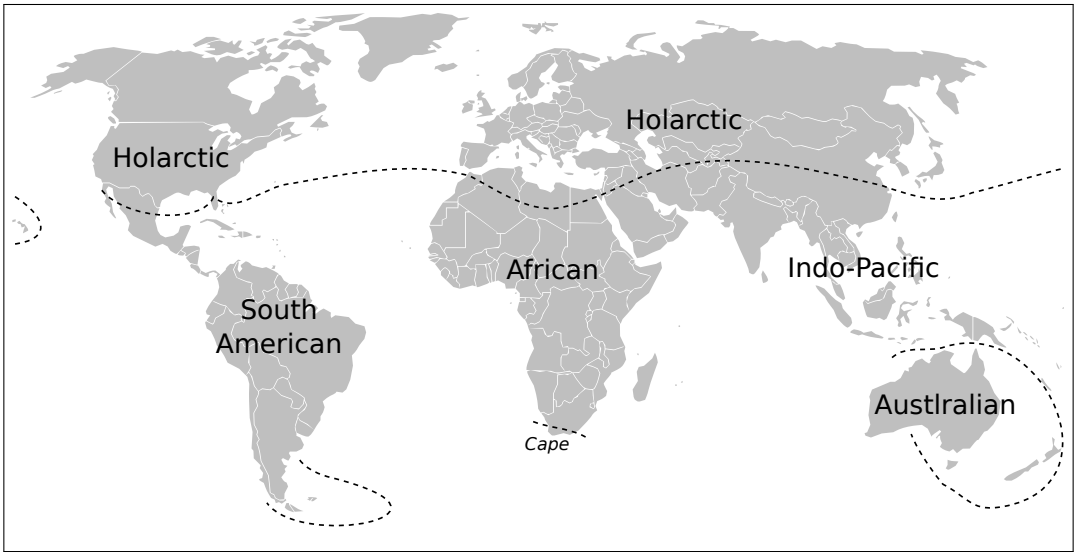 Holarctic
Holarctic
African
Indo-Pacific
South
American
Austlralian
Cape